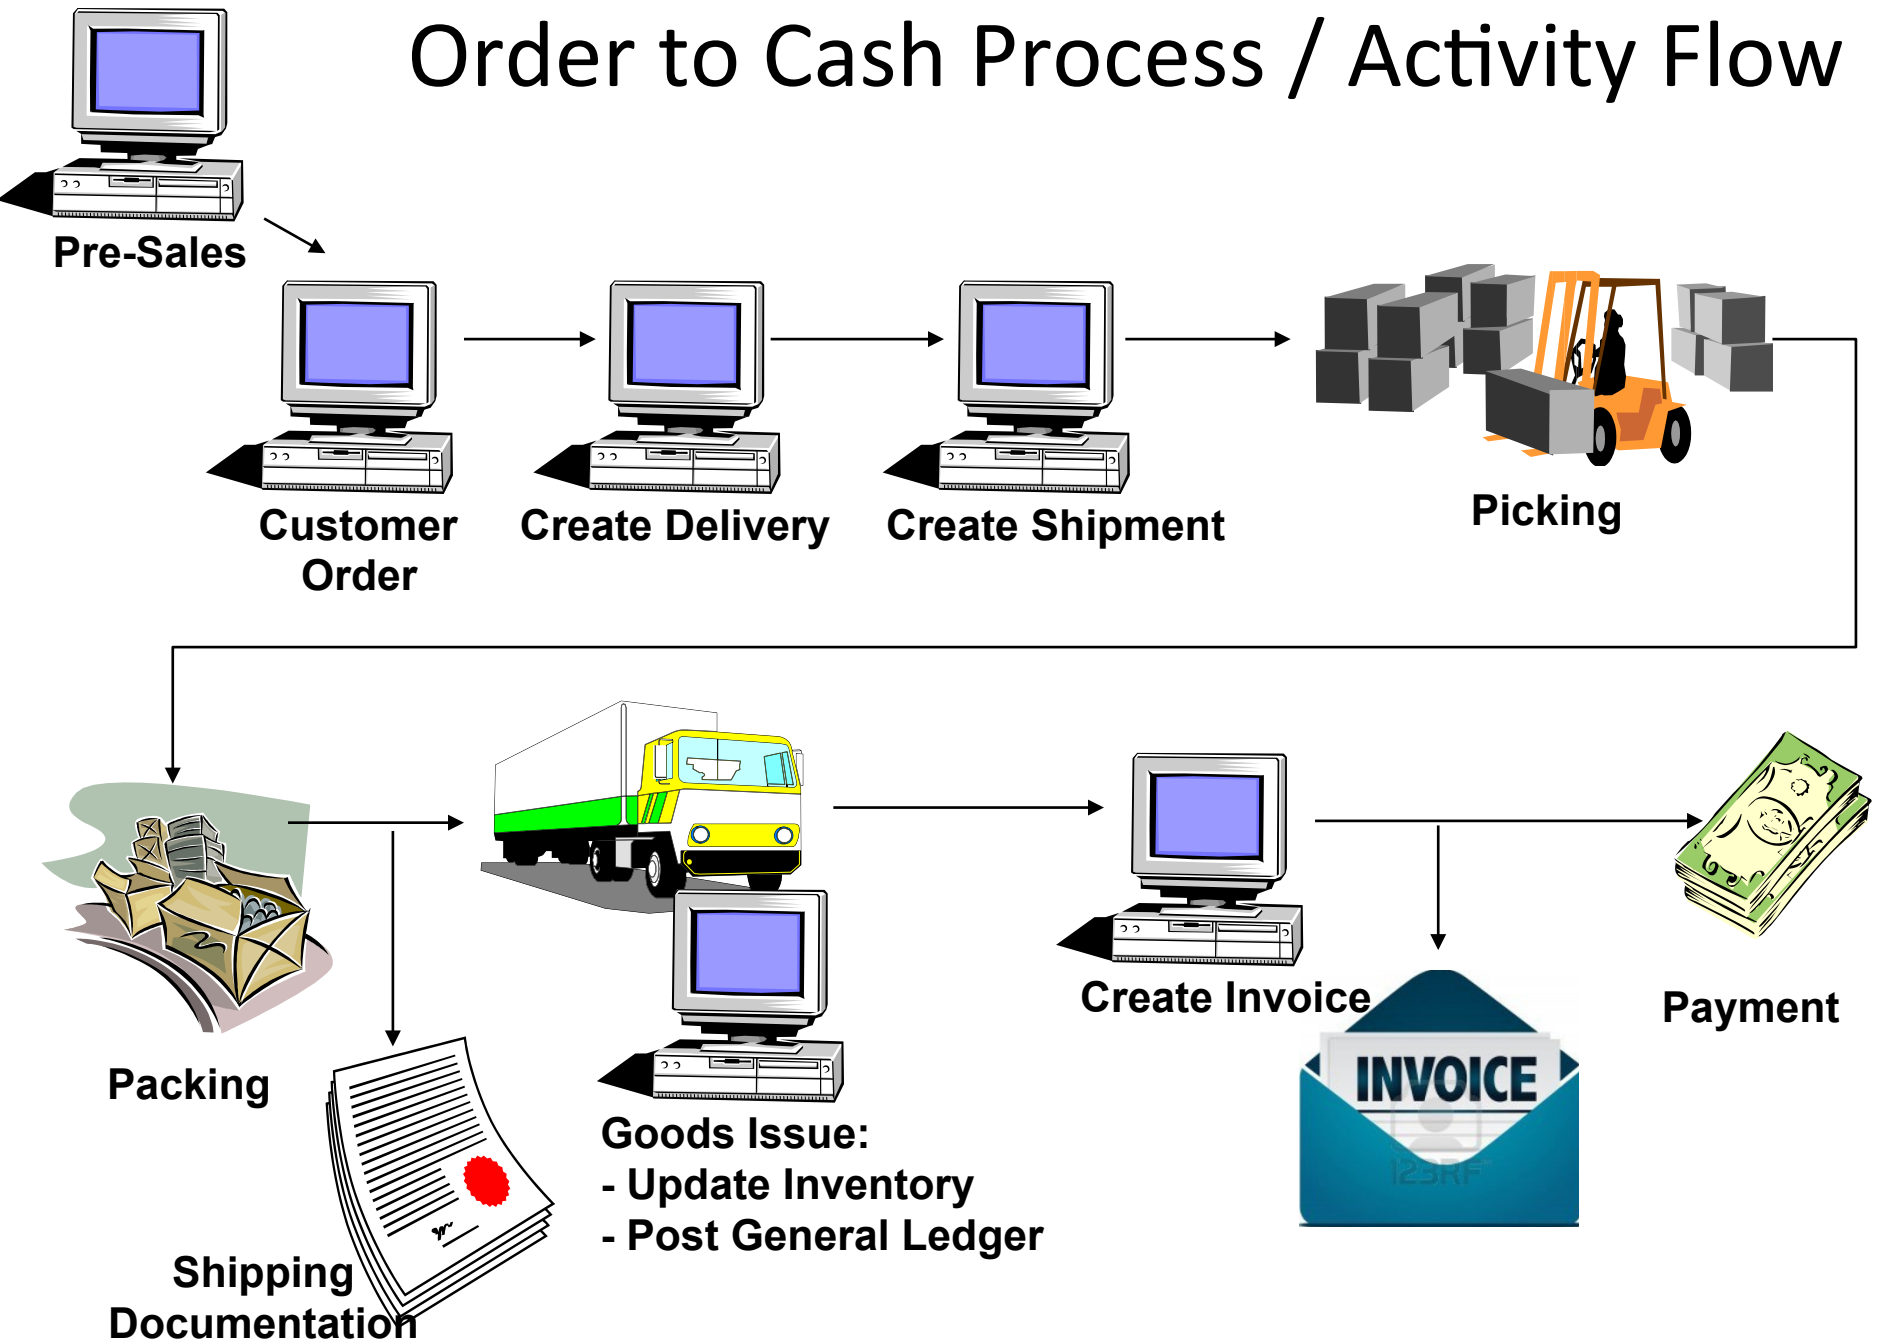 Order to Cash Process / Activity Flow
Pre-Sales
Customer
Order
Create Delivery
Create Shipment
Picking
Packing
Shipping
Documentation
Goods Issue:
- Update Inventory
- Post General Ledger
Create Invoice
INVOICE
123RF
Payment